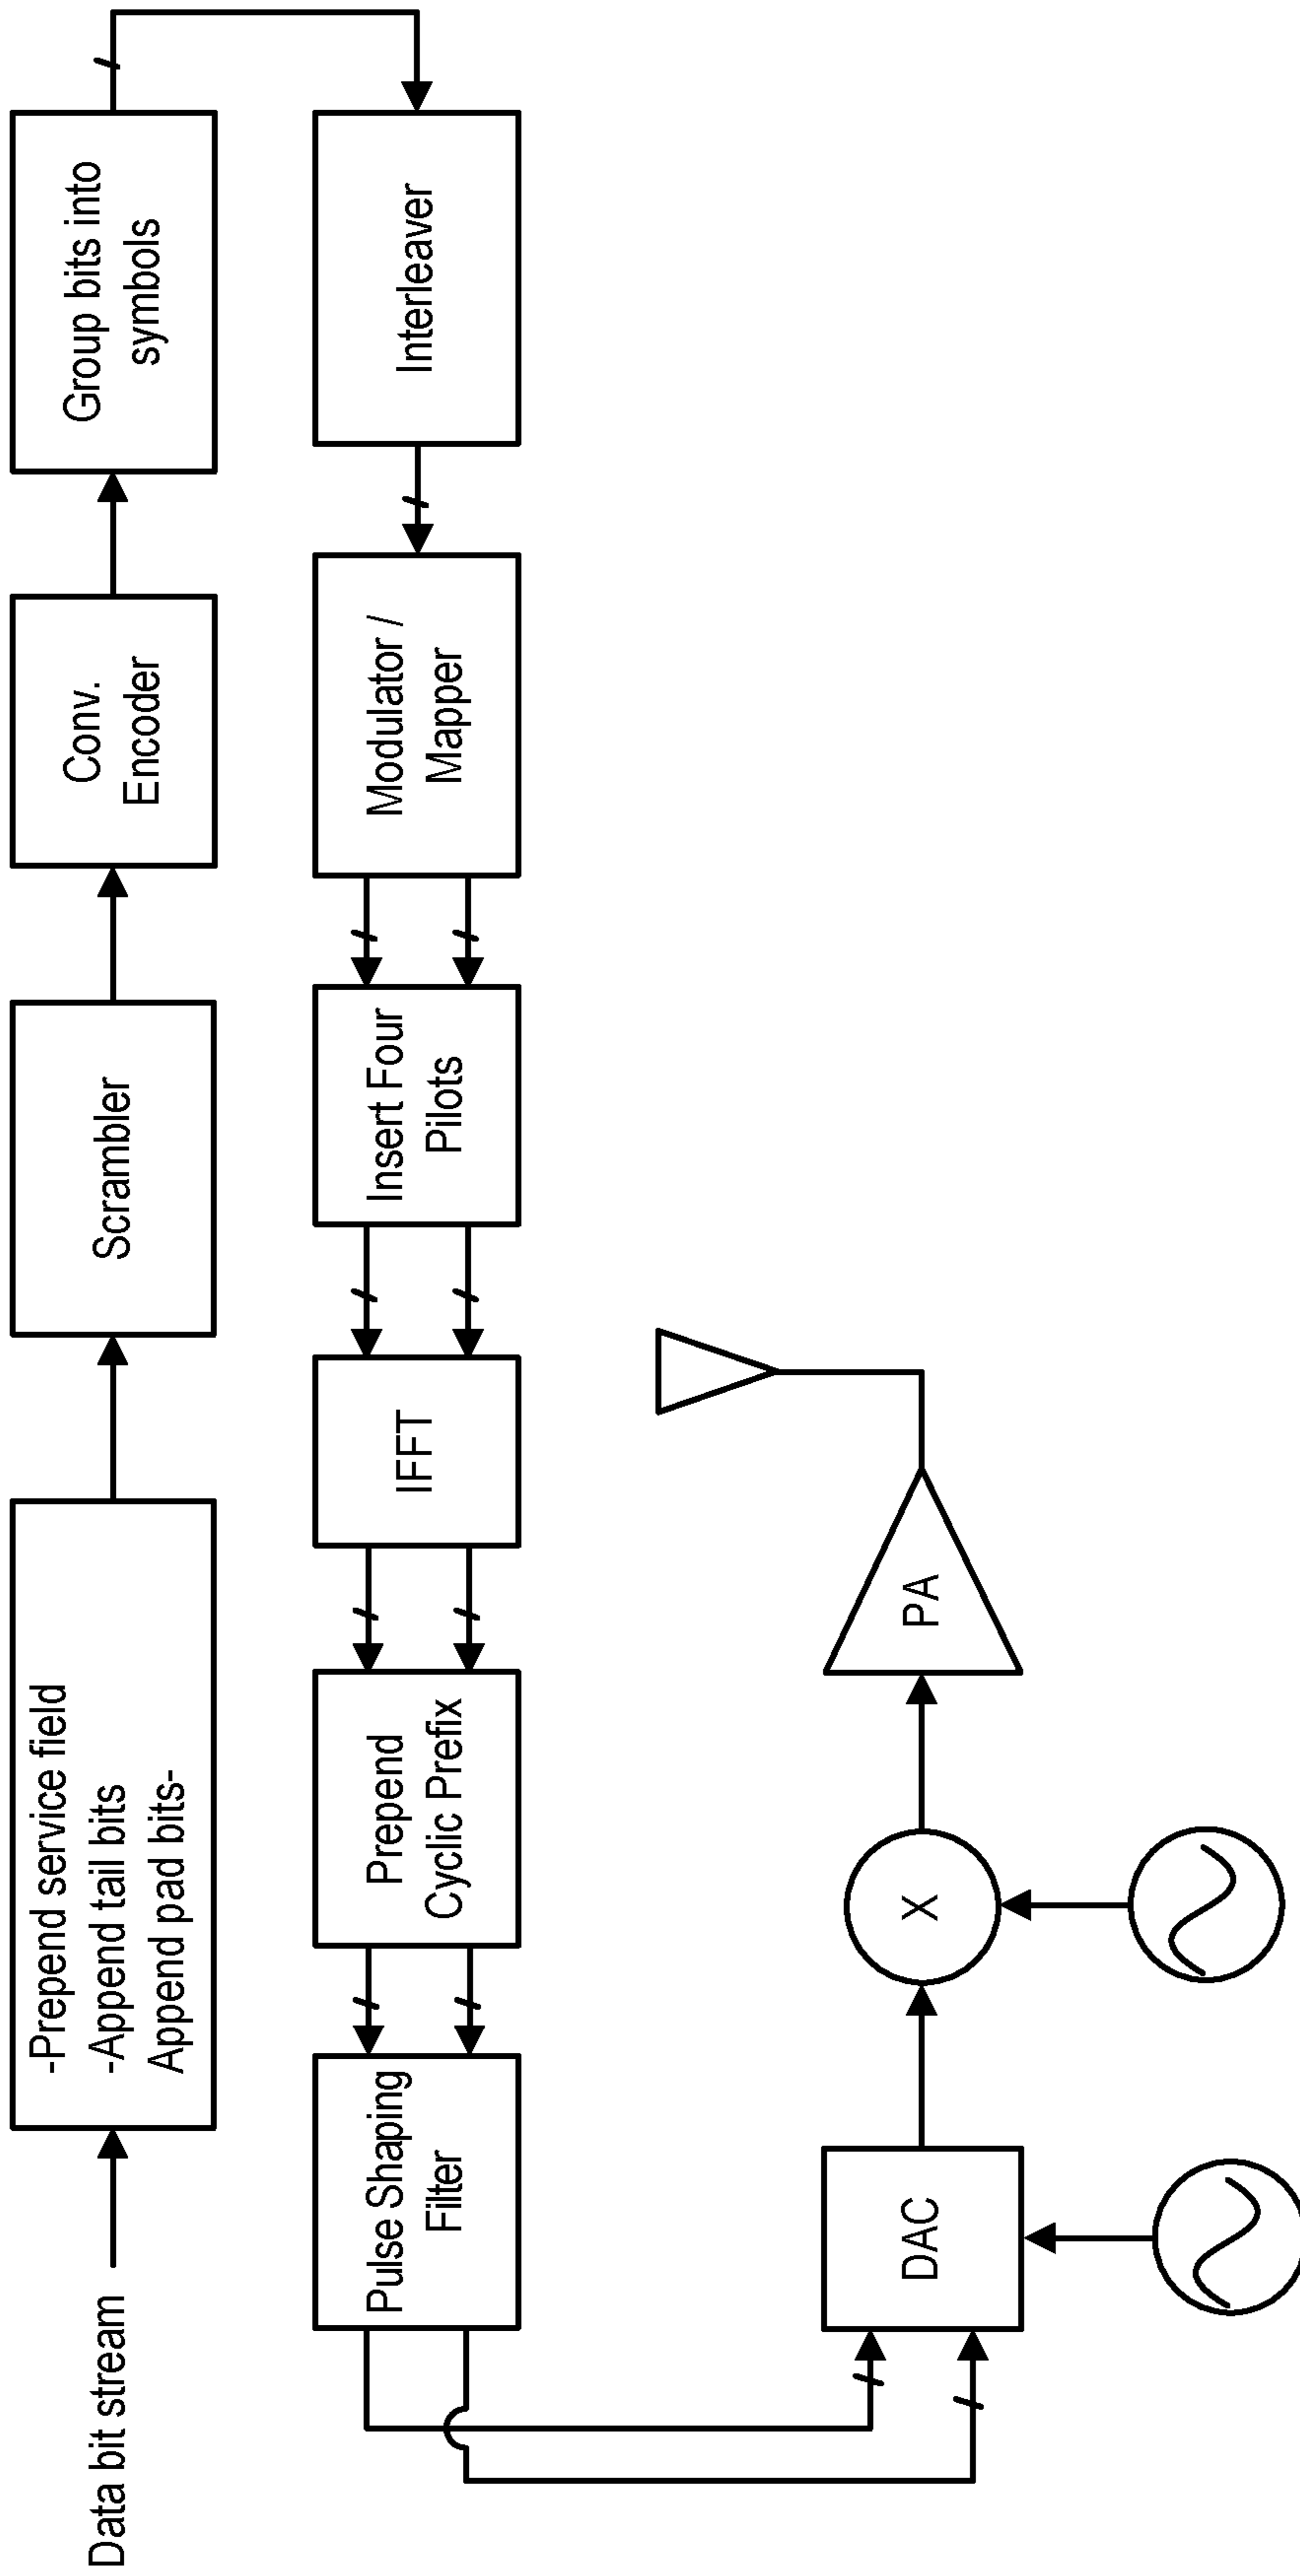 Data bit stream
-Prepend service field
-Append tail bits
Append pad bits-
Scrambler
Conv.
Encoder
Group bits into
symbols
Interleaver
Modulator /
Mapper
Insert Four
Pilots
IFFT
Prepend
Cyclic Prefix
Pulse Shaping
Filter
DAC
X
PA